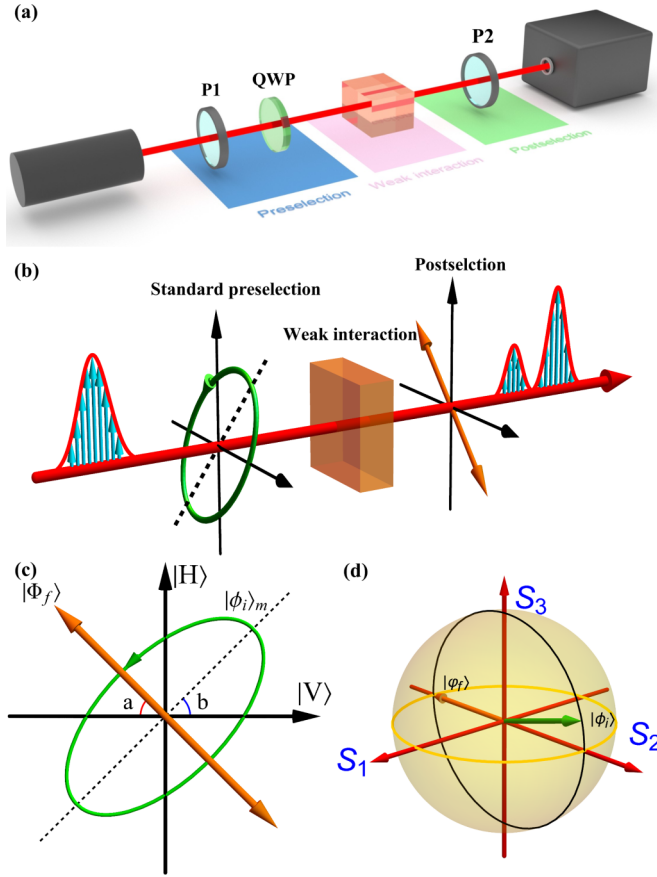 (a)
P1
QWP
P2
Preselection
Weak interaction
Postselection
(b)
Standard preselection
Weak interaction
Postselction
(c)
|H⟩
|Φ_f⟩
|ϕ_i⟩_m
|V⟩
a
b
(d)
S_3
|φ_f⟩
|ϕ_i⟩
S_1
S_2